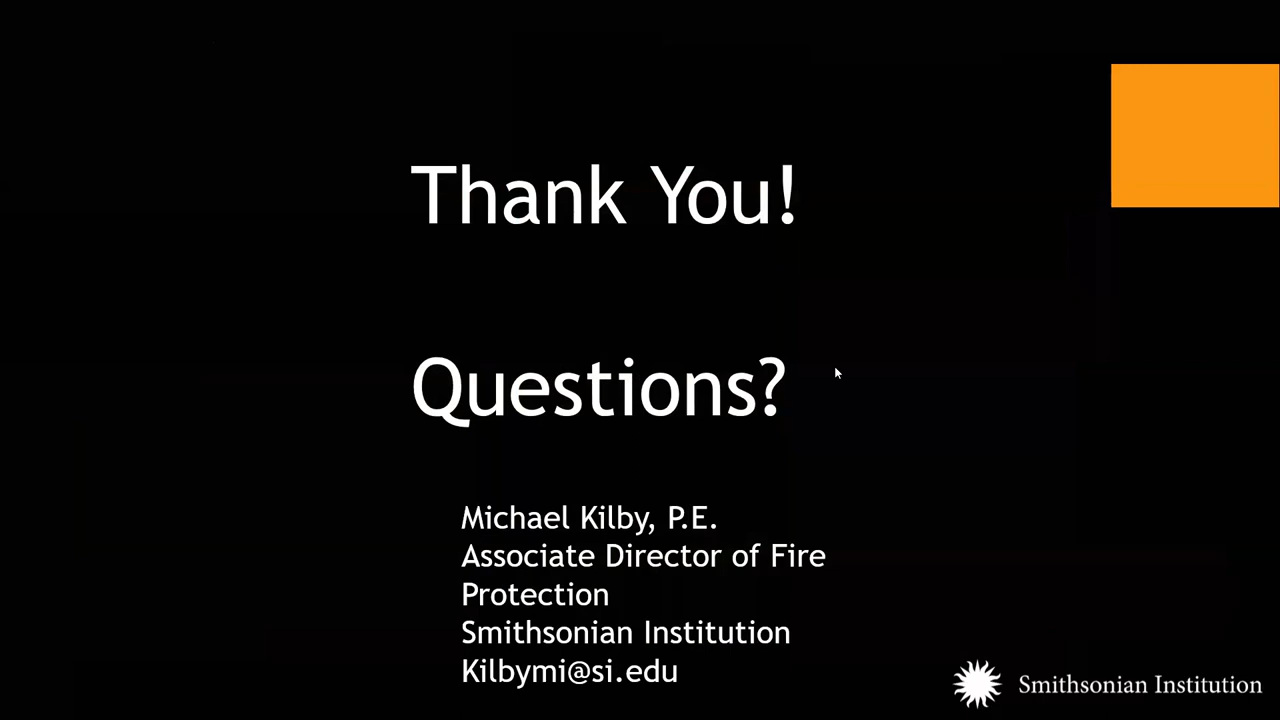 Thank You!
Questions?
Michael Kilby, P.E.
Associate Director of Fire
Protection
Smithsonian Institution
Kilbymi@si.edu
Smithsonian Institution